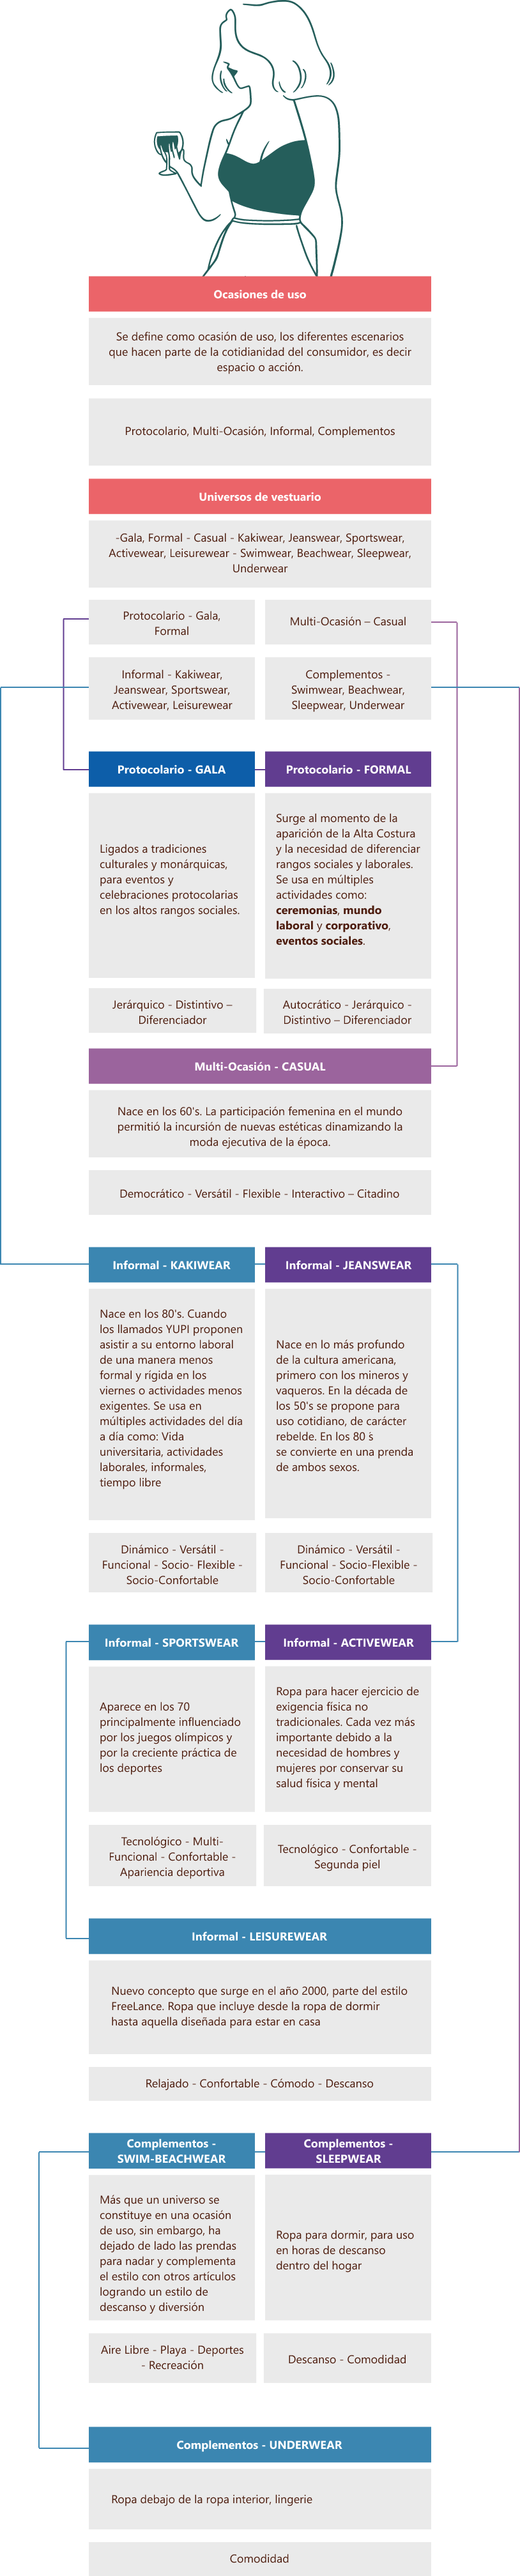 Ocasiones de uso
Se define como ocasión de uso, los diferentes escenarios
que hacen parte de la cotidianidad del consumidor, es decir
espacio o acción.
Protocolario, Multi-Ocasión, Informal, Complementos
Universos de vestuario
-Gala, Formal - Casual - Kakiwear, Jeanswear, Sportswear,
Activewear, Leisurewear - Swimwear, Beachwear, Sleepwear,
Underwear
Protocolario - Gala,
Formal
Multi-Ocasión – Casual
Informal - Kakiwear,
Jeanswear, Sportswear,
Activewear, Leisurewear
Complementos -
Swimwear, Beachwear,
Sleepwear, Underwear
Protocolario - GALA
Protocolario - FORMAL
Ligados a tradiciones
culturales y monárquicas,
para eventos y
celebraciones protocolarias
en los altos rangos sociales.
Surge al momento de la
aparición de la Alta Costura
y la necesidad de diferenciar
rangos sociales y laborales.
Se usa en múltiples
actividades como:
ceremonias, mundo
laboral y corporativo,
eventos sociales.
Jerárquico - Distintivo –
Diferenciador
Autocrático - Jerárquico -
Distintivo – Diferenciador
Multi-Ocasión - CASUAL
Nace en los 60's. La participación femenina en el mundo
permitió la incursión de nuevas estéticas dinamizando la
moda ejecutiva de la época.
Democrático - Versátil - Flexible - Interactivo – Citadino
Informal - KAKIWEAR
Informal - JEANSWEAR
Nace en los 80's. Cuando
los llamados YUPI proponen
asistir a su entorno laboral
de una manera menos
formal y rigida en los
viernes o actividades menos
exigentes. Se usa en
múltiples actividades del día
a día como: Vida
universitaria, actividades
laborales, informales,
tiempo libre
Nace en lo más profundo
de la cultura americana,
primero con los mineros y
vaqueros. En la década de
los 50's se propone para
uso cotidiano, de carácter
rebelde. En los 80 ́s
se convierte en una prenda
de ambos sexos.
Dinámico - Versátil -
Funcional - Socio- Flexible -
Socio-Confortable
Dinámico - Versátil -
Funcional - Socio-Flexible -
Socio-Confortable
Informal - SPORTSWEAR
Informal - ACTIVEWEAR
Aparece en los 70
principalmente influenciado
por los juegos olímpicos y
por la creciente práctica de
los deportes
Ropa para hacer ejercicio de
exigencia física no
tradicionales. Cada vez más
importante debido a la
necesidad de hombres y
mujeres por conservar su
salud física y mental
Tecnológico - Multi-
Funcional - Confortable -
Apariencia deportiva
Tecnológico - Confortable -
Segunda piel
Informal - LEISUREWEAR
Nuevo concepto que surge en el año 2000, parte del estilo
FreeLance. Ropa que incluye desde la ropa de dormir
hasta aquella diseñada para estar en casa
Relajado - Confortable - Cómodo - Descanso
Complementos -
SWIM-BEACHWEAR
Complementos -
SLEEPWEAR
Más que un universo se
constituye en una ocasión
de uso, sin embargo, ha
dejado de lado las prendas
para nadar y complementa
el estilo con otros artículos
logrando un estilo de
descanso y diversión
Ropa para dormir, para uso
en horas de descanso
dentro del hogar
Aire Libre - Playa - Deportes
- Recreación
Descanso - Comodidad
Complementos - UNDERWEAR
Ropa debajo de la ropa interior, lingerie
Comodidad